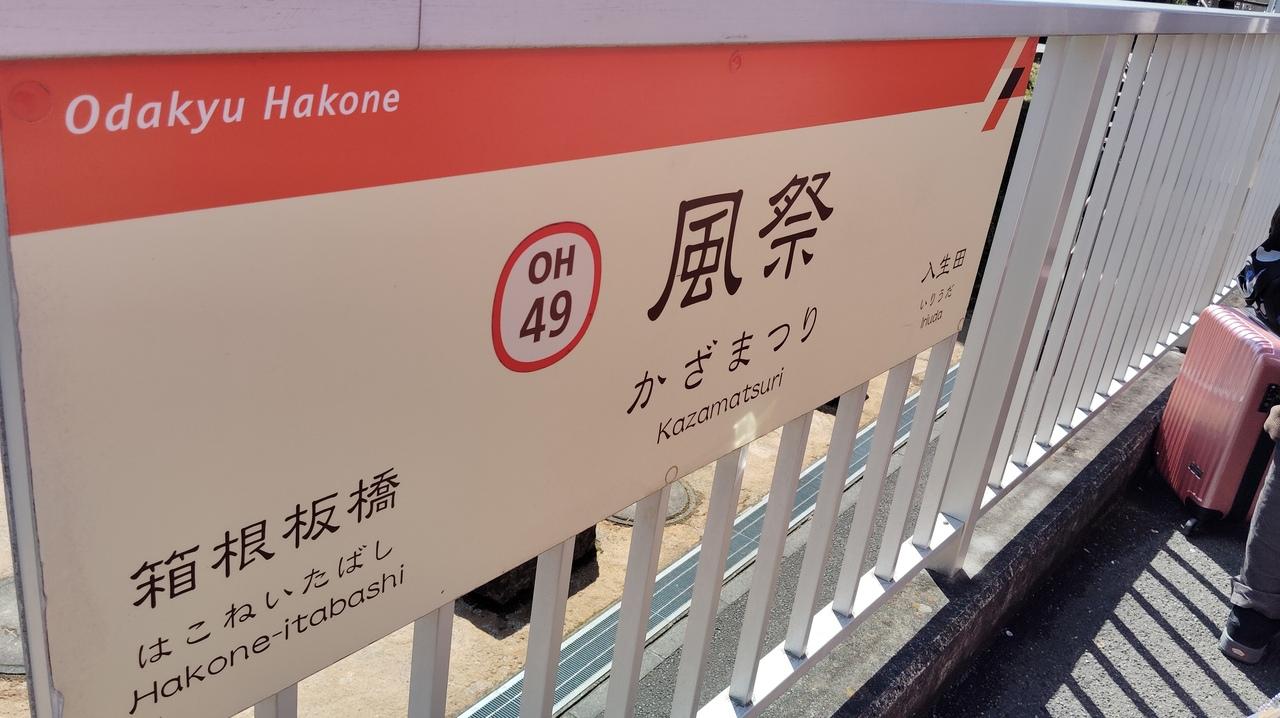 Odakyu Hakone
OH
49
風祭
かざまつり
Kazamatsuri
入生田
いりうだ
Iriuda
箱根板橋
はこねいたばし
Hakone-itabashi